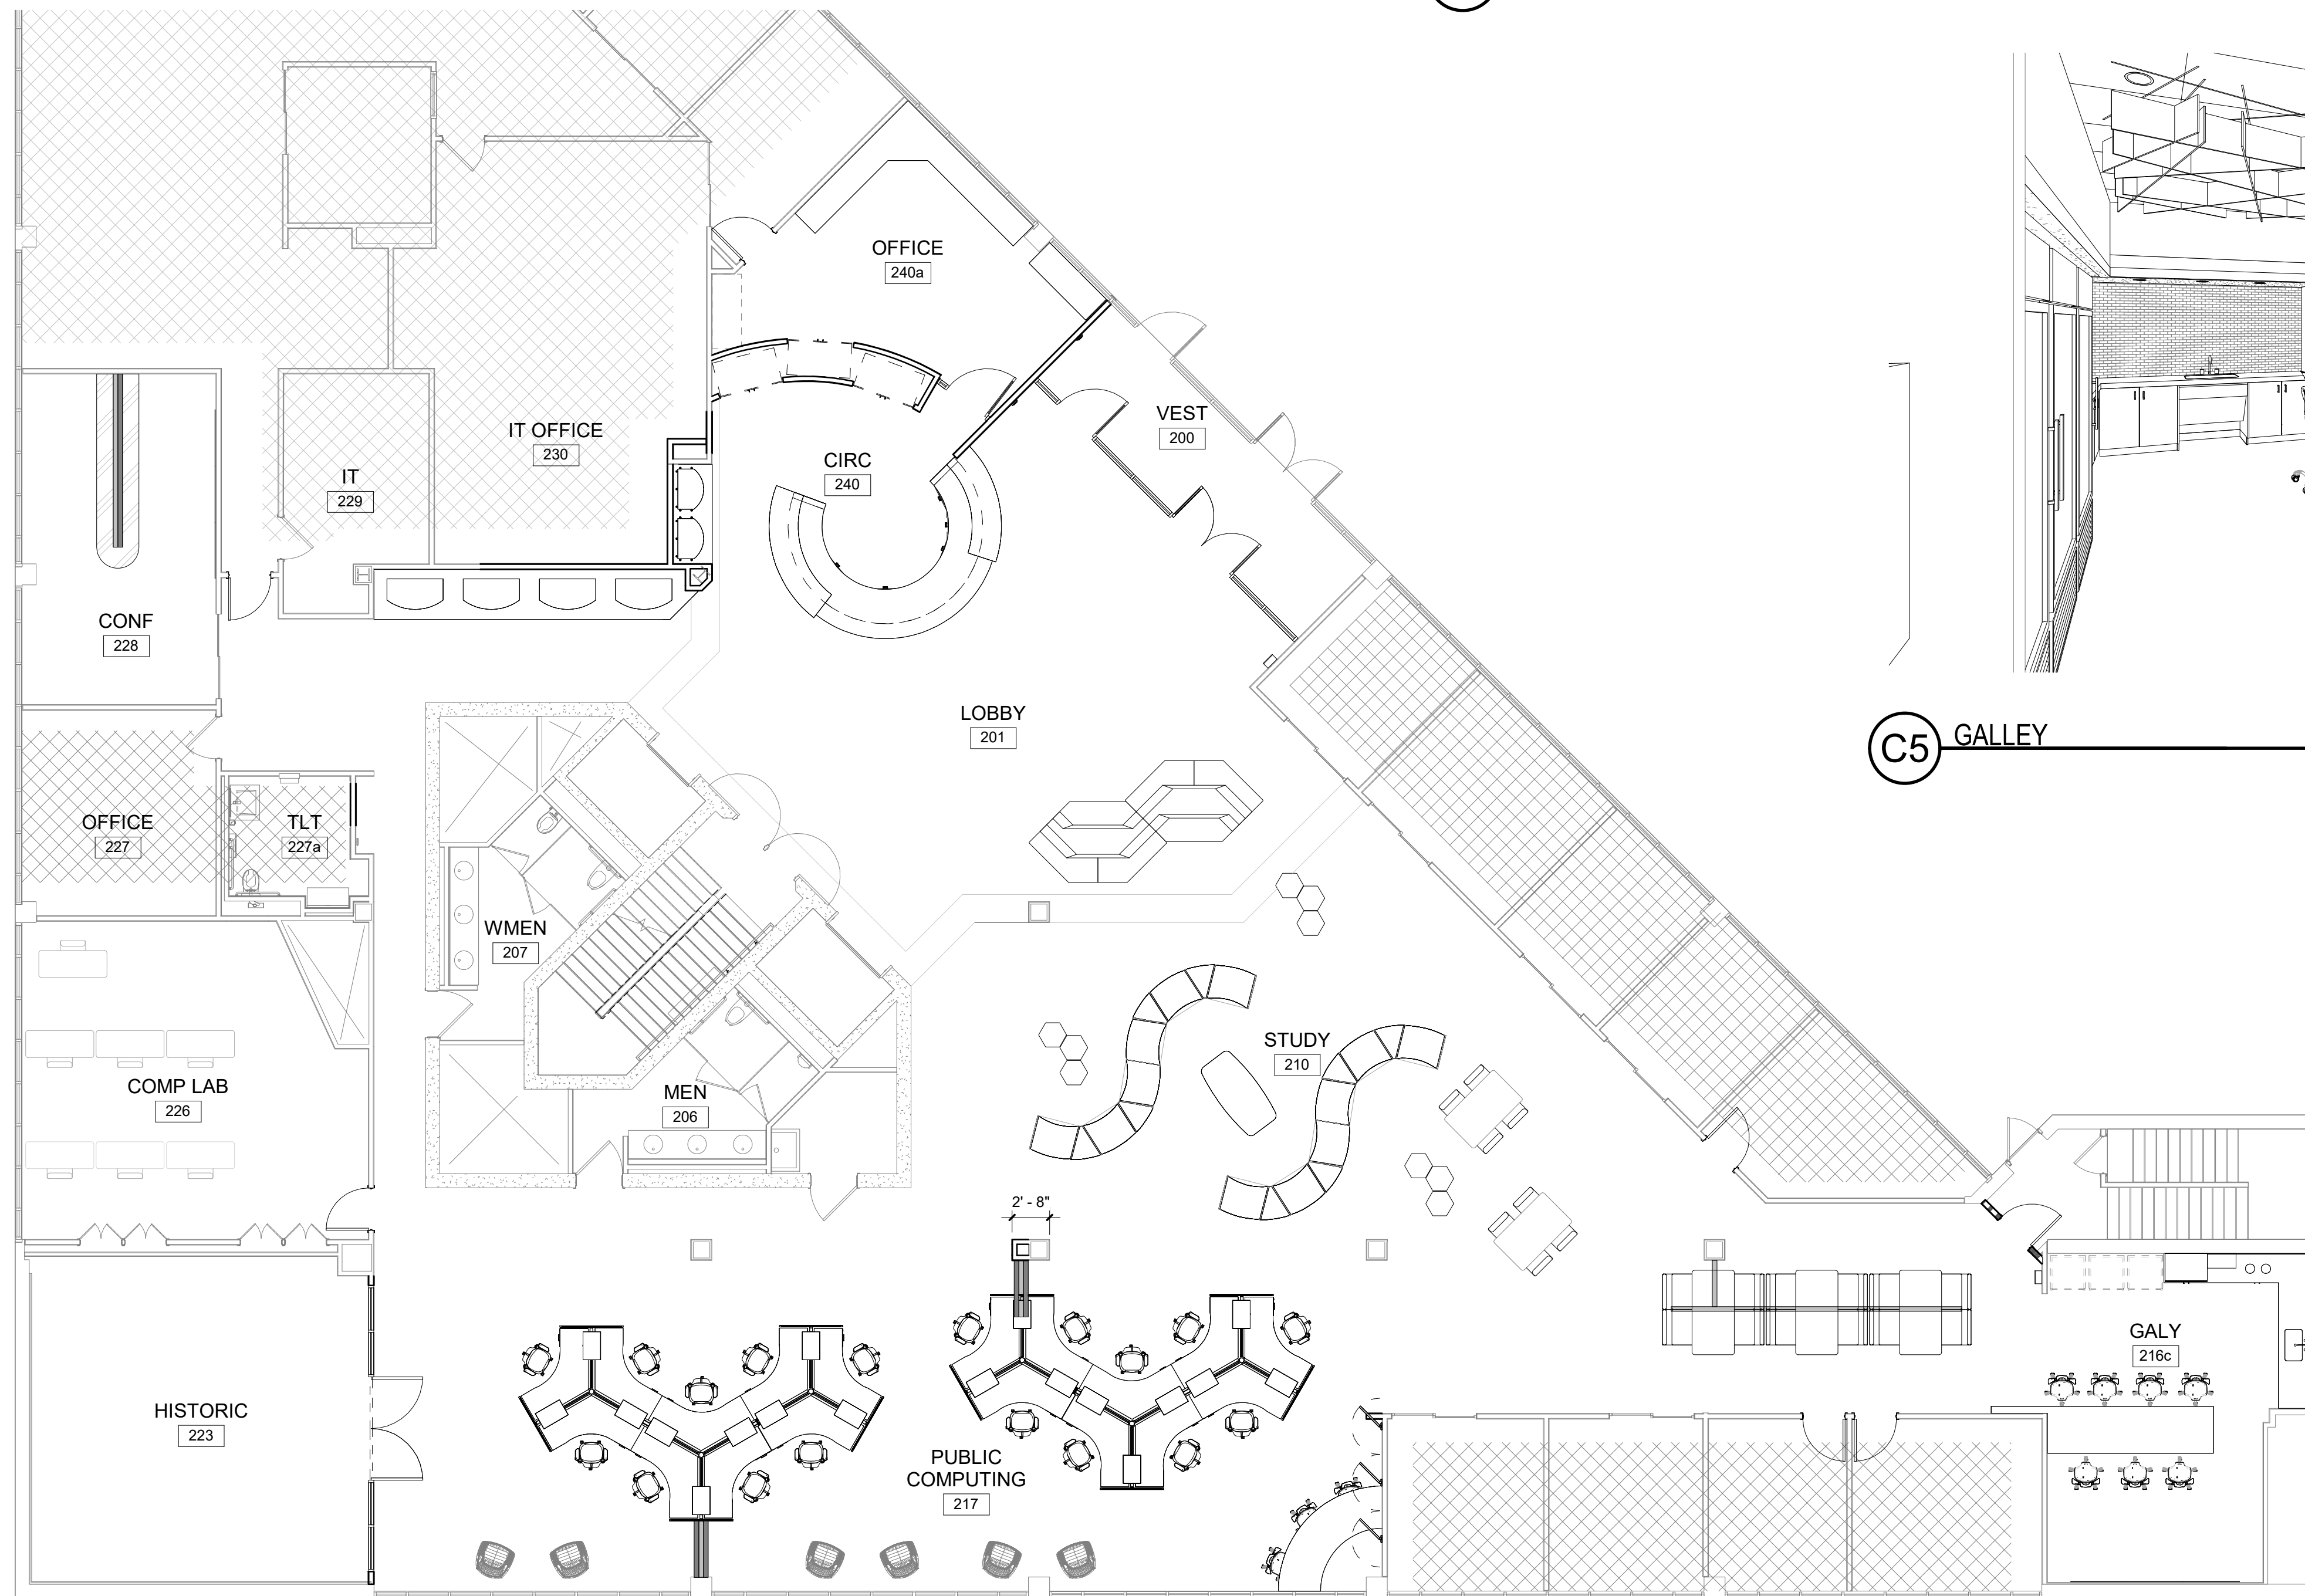 OFFICE
240a
VEST
200
IT OFFICE
230
CIRC
240
IT
229
CONF
228
LOBBY
201
C5 GALLEY
OFFICE
227
TLT
227a
WMEN
207
STUDY
210
COMP LAB
226
MEN
206
2' - 8"
GALY
216c
HISTORIC
223
PUBLIC
COMPUTING
217